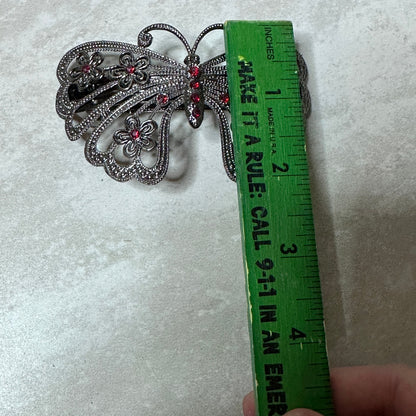 INCHES
1
2
3
4
MADE IN U.S.A.
MAKE IT A RULE: CALL 9-1-1 IN AN EMER